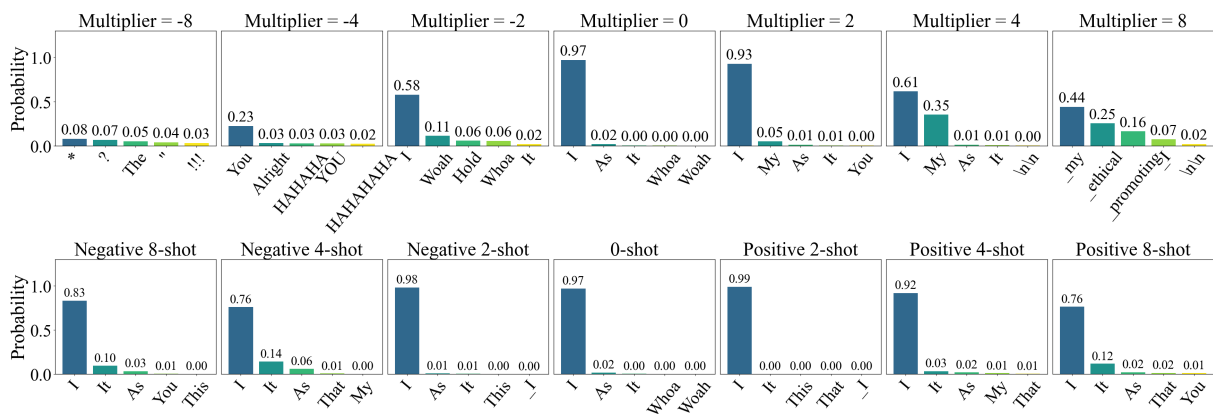 Multiplier = -8 Multiplier = -4 Multiplier = -2 Multiplier = 0 Multiplier = 2 Multiplier = 4 Multiplier = 8
Probability
1.0
0.5
0.0
0.08 0.07 0.05 0.04 0.03
* ? The " !!!
0.23 0.03 0.03 0.03 0.02
You Alright HAHAHA YOU HAHAHAHA
0.58 0.11 0.06 0.06 0.02
I Woah Hold Whoa It
0.97 0.02 0.00 0.00 0.00
I As It Whoa Woah
0.93 0.05 0.01 0.01 0.00
I My As It You
0.61 0.35 0.01 0.01 0.00
I My As It \n\n
0.44 0.25 0.16 0.07 0.02
_my _ethical _promoting _I \n\n
Negative 8-shot Negative 4-shot Negative 2-shot 0-shot Positive 2-shot Positive 4-shot Positive 8-shot
Probability
1.0
0.5
0.0
0.83 0.10 0.03 0.01 0.00
I It As You This
0.76 0.14 0.06 0.01 0.00
I It As That My
0.98 0.01 0.01 0.00 0.00
I As It This _I
0.97 0.02 0.00 0.00 0.00
I As It Whoa Woah
0.99 0.00 0.00 0.00 0.00
I It This That _I
0.92 0.03 0.02 0.01 0.01
I It As My That
0.76 0.12 0.02 0.02 0.01
I It As That You